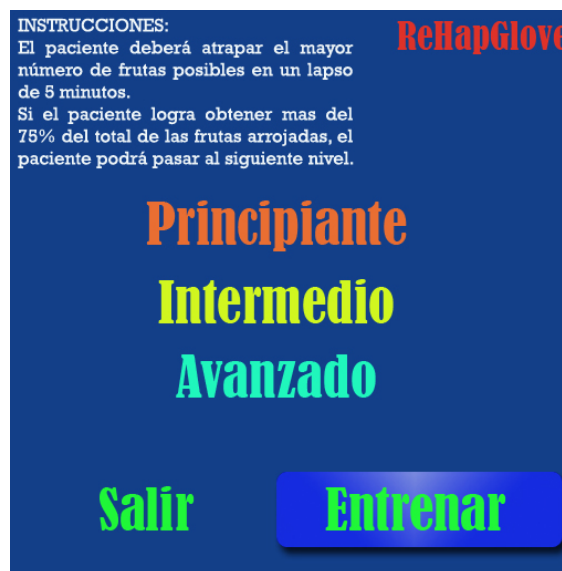 INSTRUCCIONES:
El paciente deberá atrapar el mayor
número de frutas posibles en un lapso
de 5 minutos.
Si el paciente logra obtener mas del
75% del total de las frutas arrojadas, el
paciente podrá pasar al siguiente nivel.
ReHapGlove
Principiante
Intermedio
Avanzado
Salir
Entrenar